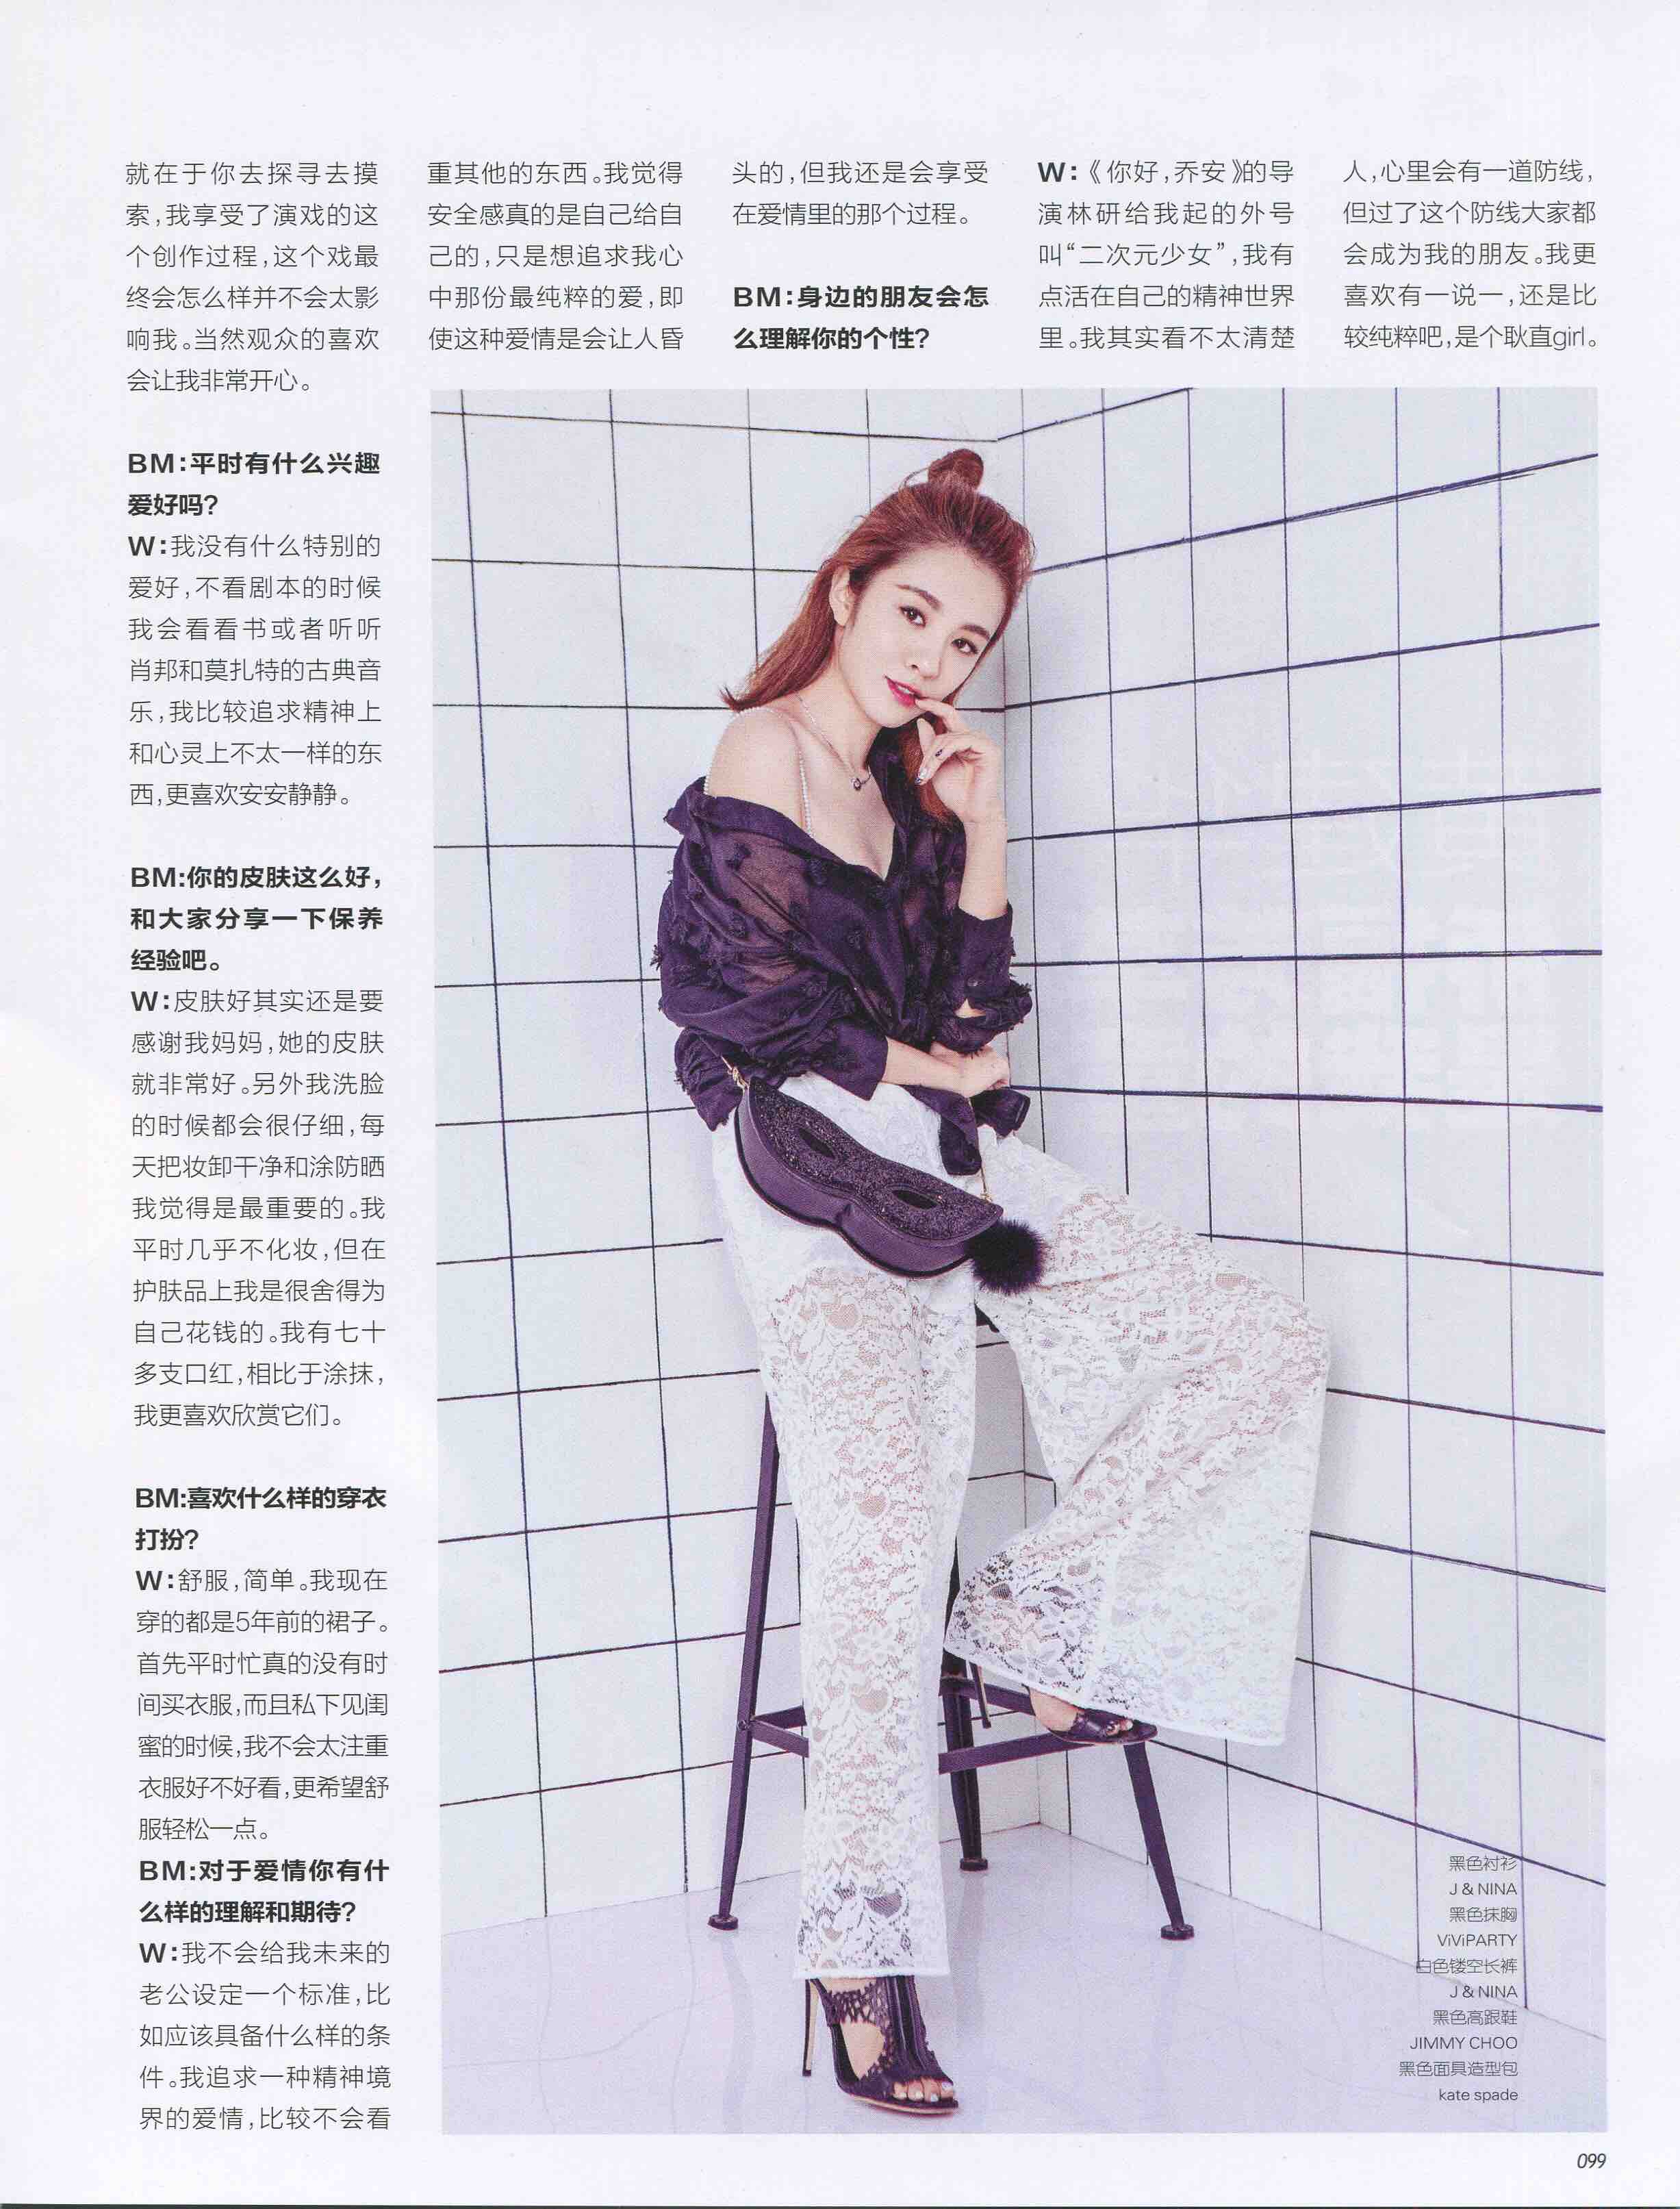 就在于你去探寻去摸
索,我享受了演戏的这
个创作过程,这个戏最
终会怎么样并不会太影
响我。当然观众的喜欢
会让我非常开心。
BM:平时有什么兴趣
爱好吗?
W:我没有什么特别的
爱好,不看剧本的时候
我会看看书或者听听
肖邦和莫扎特的古典音
乐,我比较追求精神上
和心灵上不太一样的东
西,更喜欢安安静静。
BM:你的皮肤这么好,
和大家分享一下保养
经验吧。
W:皮肤好其实还是要
感谢我妈妈,她的皮肤
就非常好。另外我洗脸
的时候都会很仔细,每
天把妆卸干净和涂防晒
我觉得是最重要的。我
平时几乎不化妆,但在
护肤品上我是很舍得为
自己花钱的。我有七十
多支口红,相比于涂抹,
我更喜欢欣赏它们。
BM:喜欢什么样的穿衣
打扮?
W:舒服,简单。我现在
穿的都是5年前的裙子。
首先平时忙真的没有时
间买衣服,而且私下见闺
蜜的时候,我不会太注重
衣服好不好看,更希望舒
服轻松一点。
BM:对于爱情你有什
么样的理解和期待?
W:我不会给我未来的
老公设定一个标准,比
如应该具备什么样的条
件。我追求一种精神境
界的爱情,比较不会看
重其他的东西。我觉得
安全感真的是自己给自
己的,只是想追求我心
中那份最纯粹的爱,即
使这种爱情是会让人昏
头的,但我还是会享受
在爱情里的那个过程。
BM:身边的朋友会怎
么理解你的个性?
W:《你好,乔安》的导
演林研给我起的外号
叫“二次元少女”,我有
点活在自己的精神世界
里。我其实看不太清楚
人,心里会有一道防线,
但过了这个防线大家都
会成为我的朋友。我更
喜欢有一说一,还是比
较纯粹吧,是个耿直girl。
黑色衬衫
J & NINA
黑色抹胸
ViViPARTY
白色镂空长裤
J & NINA
黑色高跟鞋
JIMMY CHOO
黑色面具造型包
kate spade
099